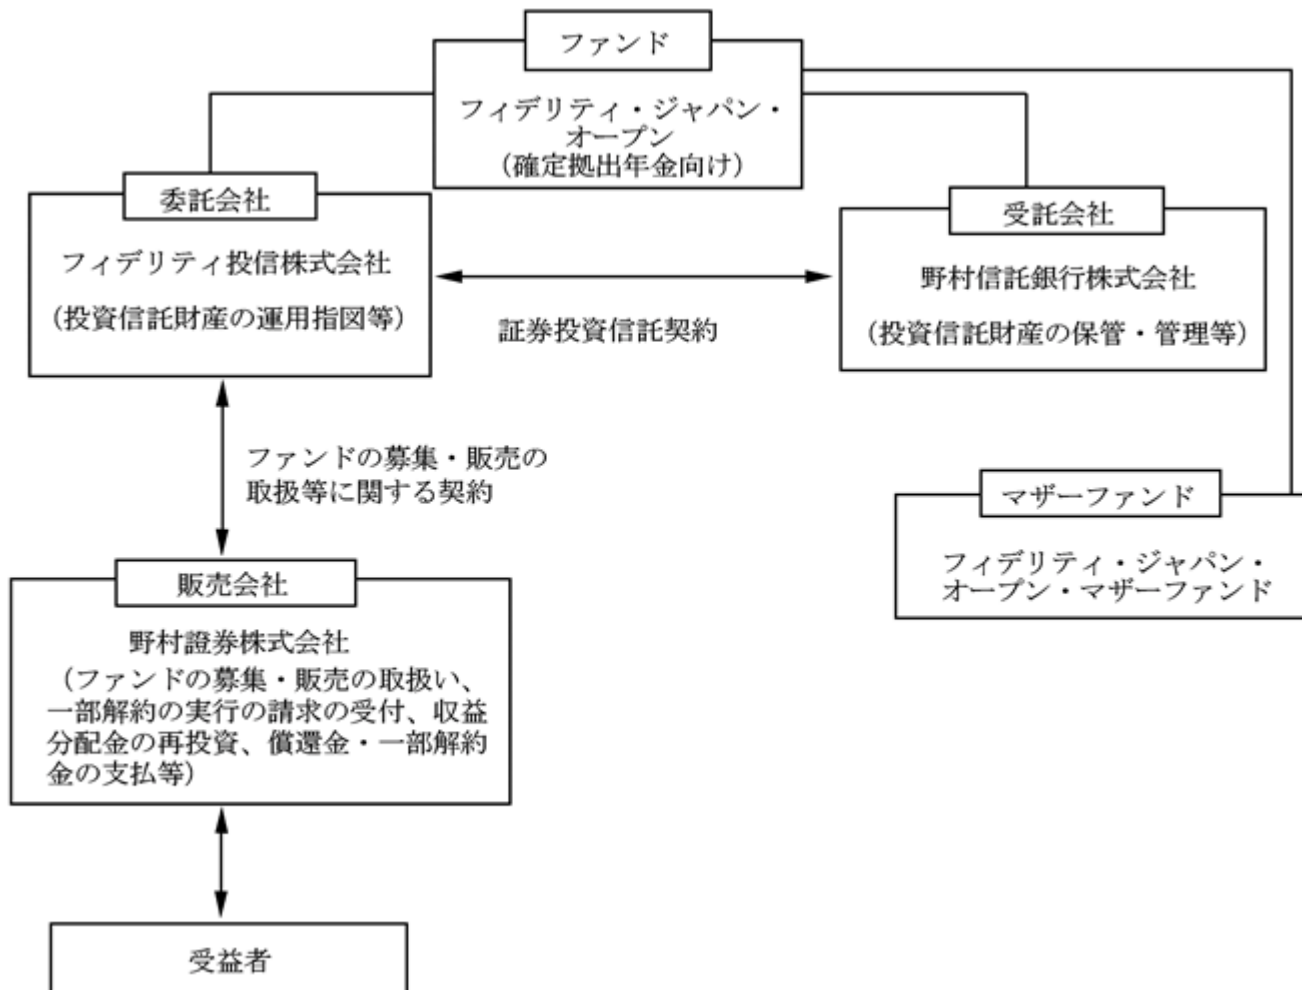 ファンド
フィデリティ・ジャパン・
オープン
（確定拠出年金向け）
委託会社
フィデリティ投信株式会社
（投資信託財産の運用指図等）
証券投資信託契約
受託会社
野村信託銀行株式会社
（投資信託財産の保管・管理等）
ファンドの募集・販売の
取扱等に関する契約
マザーファンド
フィデリティ・ジャパン・
オープン・マザーファンド
販売会社
野村證券株式会社
（ファンドの募集・販売の取扱い、
一部解約の実行の請求の受付、収益
分配金の再投資、償還金・一部解約
金の支払等）
受益者